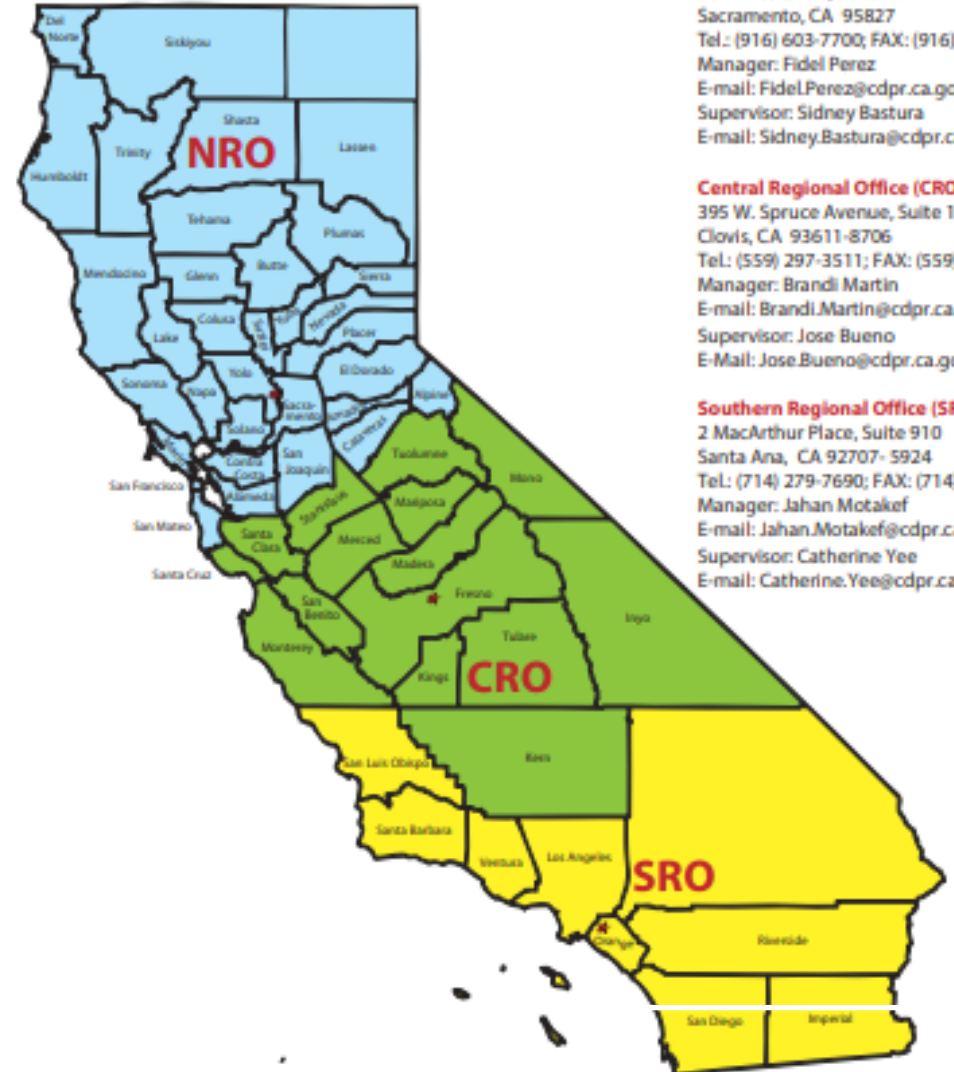 Del
Norte
Siskiyou
Shasta
Lassen
Trinity
Humboldt
NRO
Tehama
Plumas
Mendocino
Glenn
Butte
Sierra
Colusa
Sutter
Yuba
Nevada
Lake
Placer
Sonoma
Napa
Yolo
El Dorado
Alpine
Sacra-
mento
Amador
Solano
Calaveras
Marin
Contra
Costa
San
Joaquin
Tuolumne
San Francisco
Alameda
Mono
Stanislaus
Mariposa
San Mateo
Santa
Clara
Merced
Santa Cruz
Madera
Fresno
San
Benito
Inyo
Monterey
Tulare
Kings
CRO
Kern
San Luis Obispo
Santa Barbara
Ventura
Los Angeles
SRO
Orange
Riverside
San Diego
Imperial
Sacramento, CA 95827
Tel.: (916) 603-7700; FAX: (916)
Manager: Fidel Perez
E-mail: Fidel.Perez@cdpr.ca.go
Supervisor: Sidney Bastura
E-mail: Sidney.Bastura@cdpr.c
Central Regional Office (CRO
395 W. Spruce Avenue, Suite 1
Clovis, CA 93611-8706
Tel.: (559) 297-3511; FAX: (559)
Manager: Brandi Martin
E-mail: Brandi.Martin@cdpr.ca.
Supervisor: Jose Bueno
E-Mail: Jose.Bueno@cdpr.ca.go
Southern Regional Office (SR
2 MacArthur Place, Suite 910
Santa Ana, CA 92707- 5924
Tel.: (714) 279-7690; FAX: (714)
Manager: Jahan Motakef
E-mail: Jahan.Motakef@cdpr.c
Supervisor: Catherine Yee
E-mail: Catherine.Yee@cdpr.ca